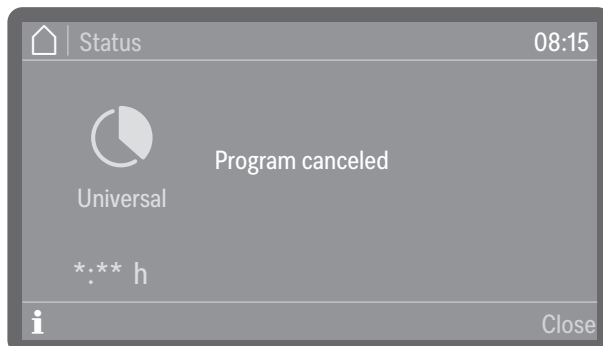 Status 08:15
Program canceled
Universal
*:** h
i Close